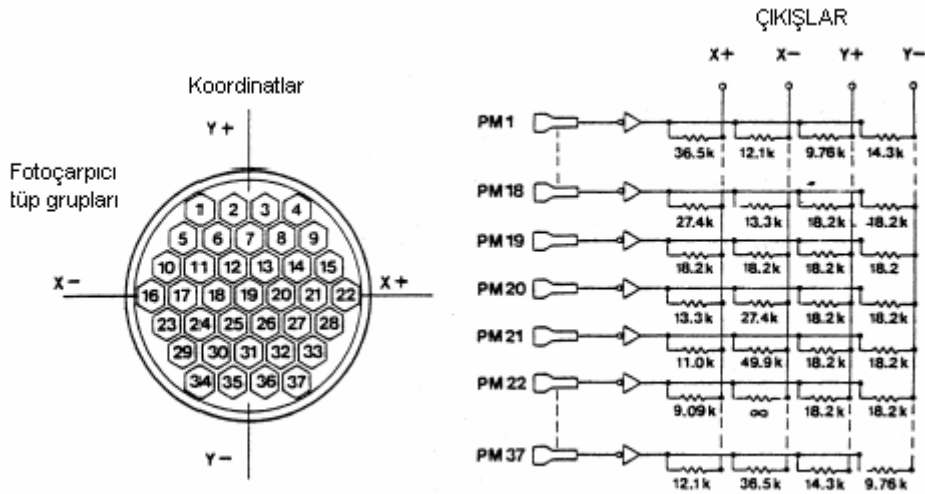 ÇIKIŞLAR
X+ X- Y+ Y-
Koordinatlar
Y+
Fotoçarpıcı
tüp grupları
1 2 3 4
5 6 7 8 9
10 11 12 13 14 15
X- 16 17 18 19 20 21 22 X+
23 24 25 26 27 28
29 30 31 32 33
34 35 36 37
Y-
PM 1
36.5k 12.1k 9.76k 14.3k
PM 18
27.4k 13.3k 18.2k 18.2k
PM 19
18.2k 18.2k 18.2k 18.2
PM 20
13.3k 27.4k 18.2k 18.2k
PM 21
11.0k 49.9k 18.2k 18.2k
PM 22
9.09k ∞ 18.2k 18.2k
PM 37
12.1k 36.5k 14.3k 9.76k